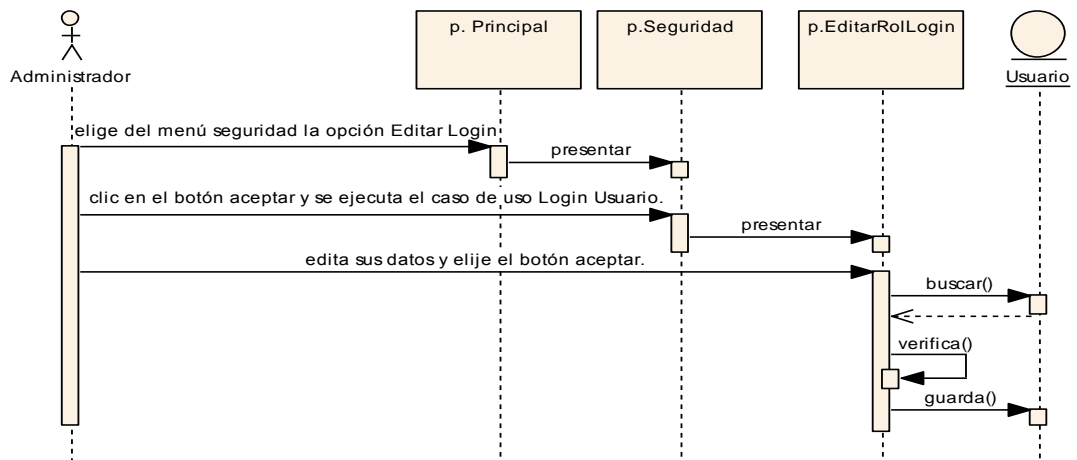 p. Principal
p.Seguridad
p.EditarRolLogin
Administrador
Usuario
elige del menú seguridad la opción Editar Login
presentar
clic en el botón aceptar y se ejecuta el caso de uso Login Usuario.
presentar
edita sus datos y elije el botón aceptar.
buscar()
verifica()
guarda()